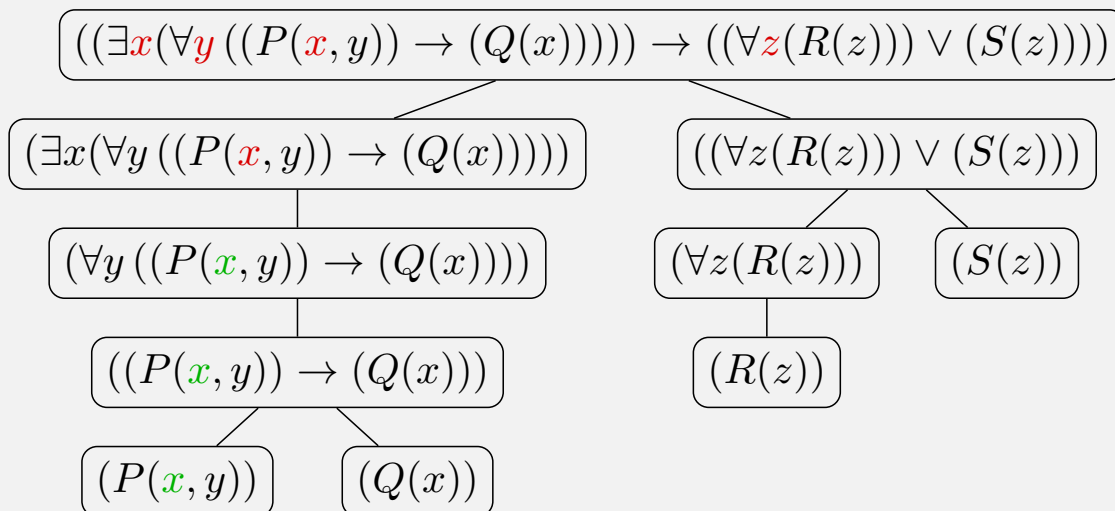 ((∃x(∀y ((P(x, y)) → (Q(x))))) → ((∀z(R(z))) ∨ (S(z))))
(∃x(∀y ((P(x, y)) → (Q(x)))))
((∀z(R(z))) ∨ (S(z)))
(∀y ((P(x, y)) → (Q(x))))
(∀z(R(z)))
(S(z))
((P(x, y)) → (Q(x)))
(R(z))
(P(x, y))
(Q(x))